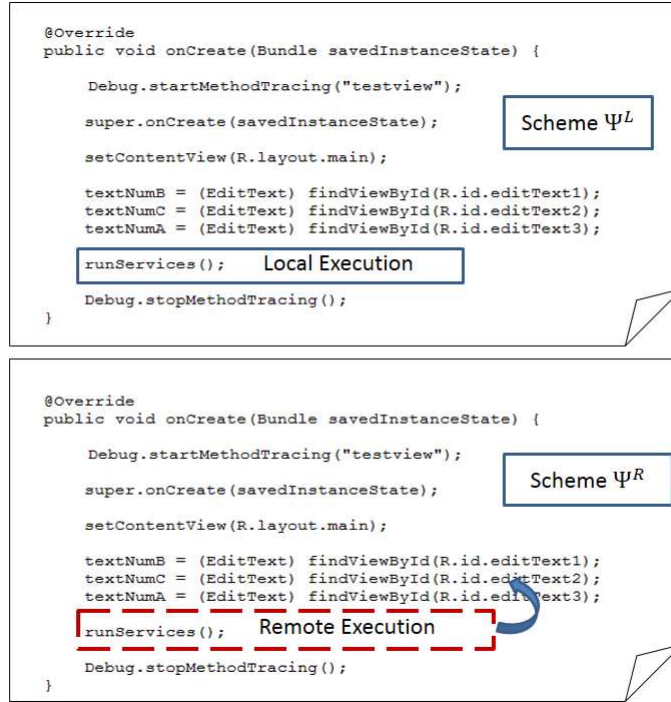 @Override
public void onCreate(Bundle savedInstanceState) {
Debug.startMethodTracing("testview");
super.onCreate(savedInstanceState);
Scheme Ψ^L
setContentView(R.layout.main);
textNumB = (EditText) findViewById(R.id.editText1);
textNumC = (EditText) findViewById(R.id.editText2);
textNumA = (EditText) findViewById(R.id.editText3);
runServices(); Local Execution
Debug.stopMethodTracing();
}
@Override
public void onCreate(Bundle savedInstanceState) {
Debug.startMethodTracing("testview");
Scheme Ψ^R
super.onCreate(savedInstanceState);
setContentView(R.layout.main);
textNumB = (EditText) findViewById(R.id.editText1);
textNumC = (EditText) findViewById(R.id.editText2);
textNumA = (EditText) findViewById(R.id.editText3);
runServices(); Remote Execution
Debug.stopMethodTracing();
}